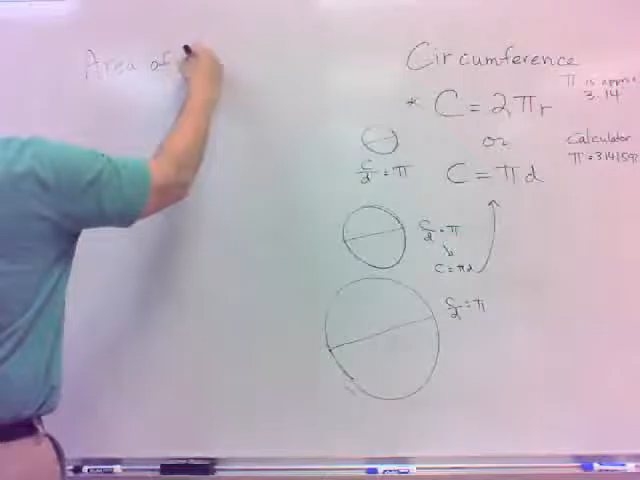 Area of
Circumference
π is approx
3.14
* C = 2πr
or
Calculator
π = 3.14159
C/d = π
C = πd
C/d = π
C = πd
C/d = π